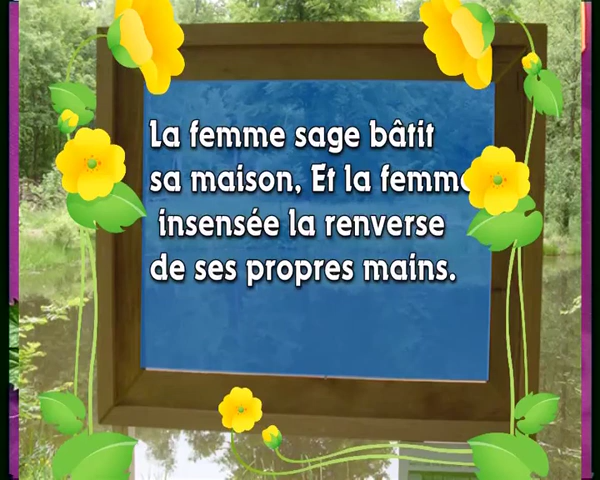 La femme sage bâtit
sa maison, Et la femme
insensée la renverse
de ses propres mains.